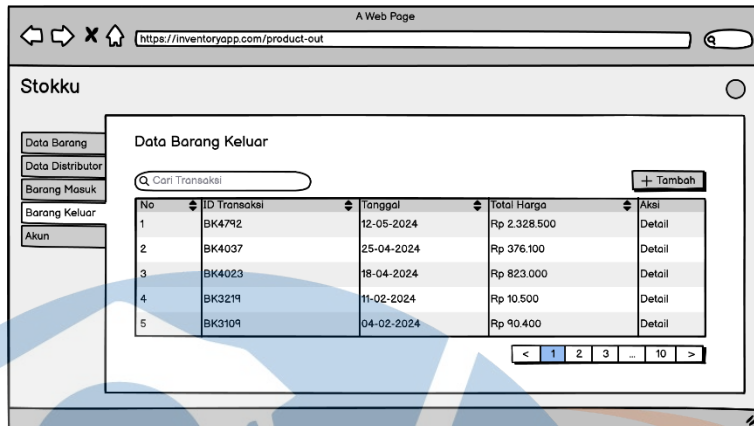 A Web Page
https://inventoryapp.com/product-out
Stokku
Data Barang
Data Distributor
Barang Masuk
Barang Keluar
Akun
Data Barang Keluar
Cari Transaksi
+ Tambah
No ID Transaksi Tanggal Total Harga Aksi
1 BK4792 12-05-2024 Rp 2.328.500 Detail
2 BK4037 25-04-2024 Rp 376.100 Detail
3 BK4023 18-04-2024 Rp 823.000 Detail
4 BK3219 11-02-2024 Rp 10.500 Detail
5 BK3109 04-02-2024 Rp 90.400 Detail
< 1 2 3 ... 10 >